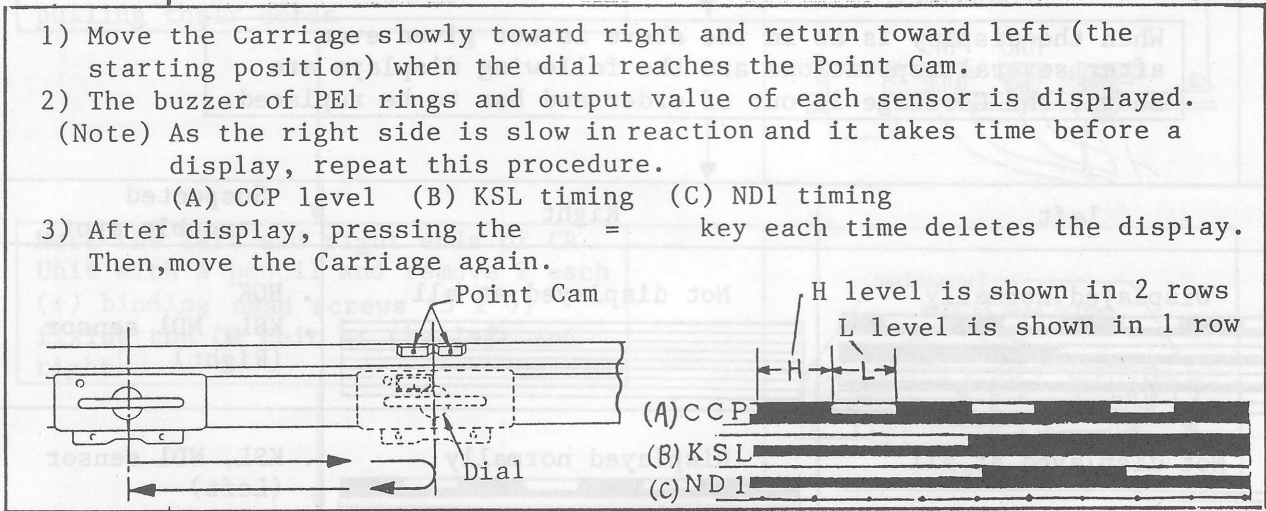 1) Move the Carriage slowly toward right and return toward left (the
starting position) when the dial reaches the Point Cam.
2) The buzzer of PE1 rings and output value of each sensor is displayed.
(Note) As the right side is slow in reaction and it takes time before a
display, repeat this procedure.
(A) CCP level (B) KSL timing (C) ND1 timing
3) After display, pressing the = key each time deletes the display.
Then, move the Carriage again.
Point Cam
Dial
H level is shown in 2 rows
L level is shown in 1 row
H L
(A) CCP
(B) KSL
(C) ND1